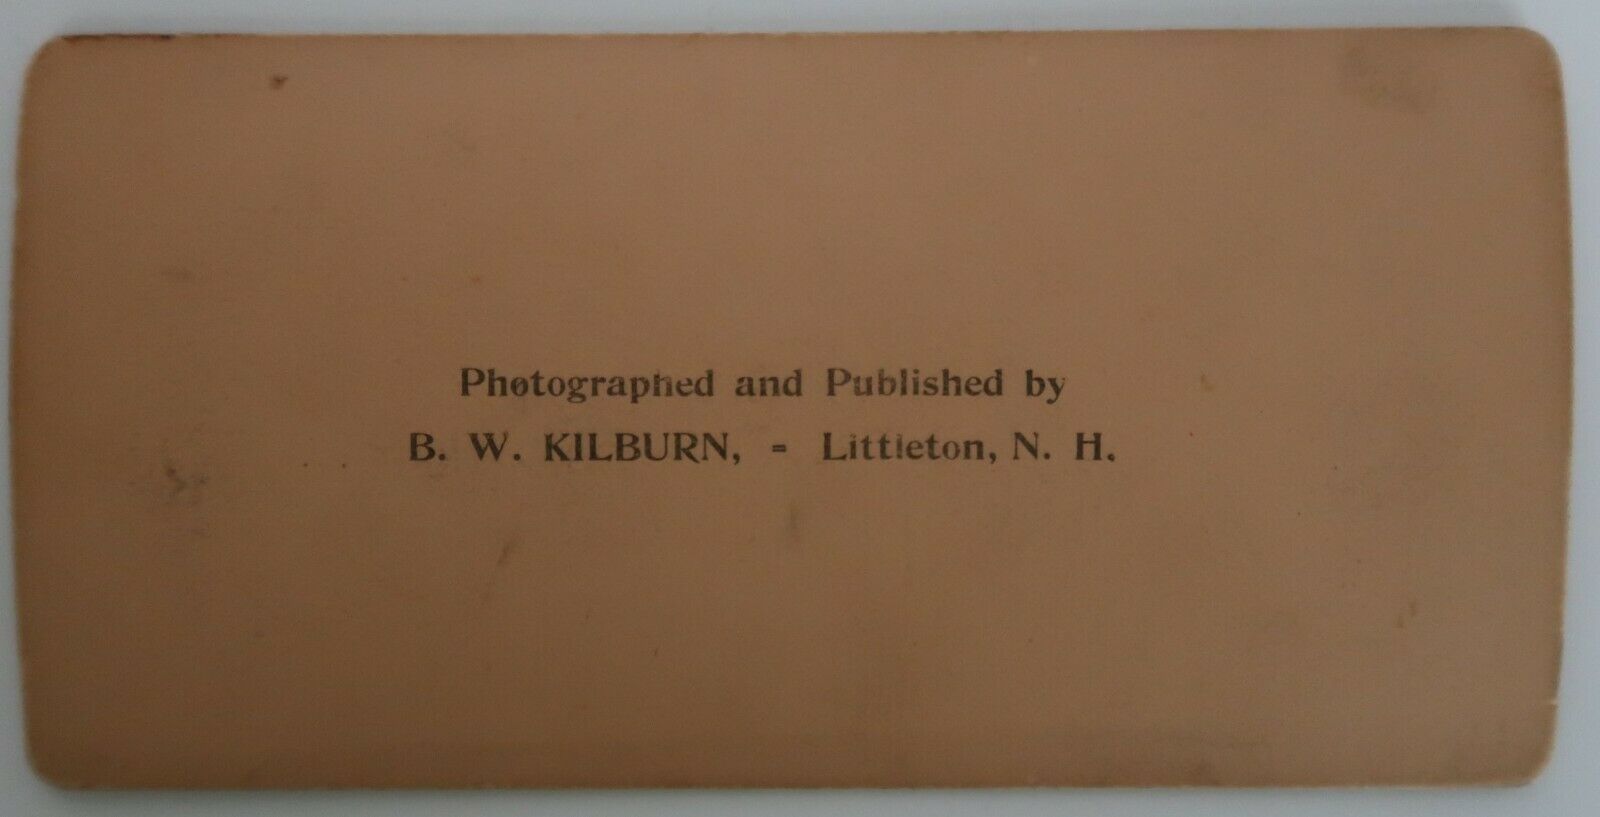 Photographed and Published by
B. W. KILBURN, - Littleton, N. H.